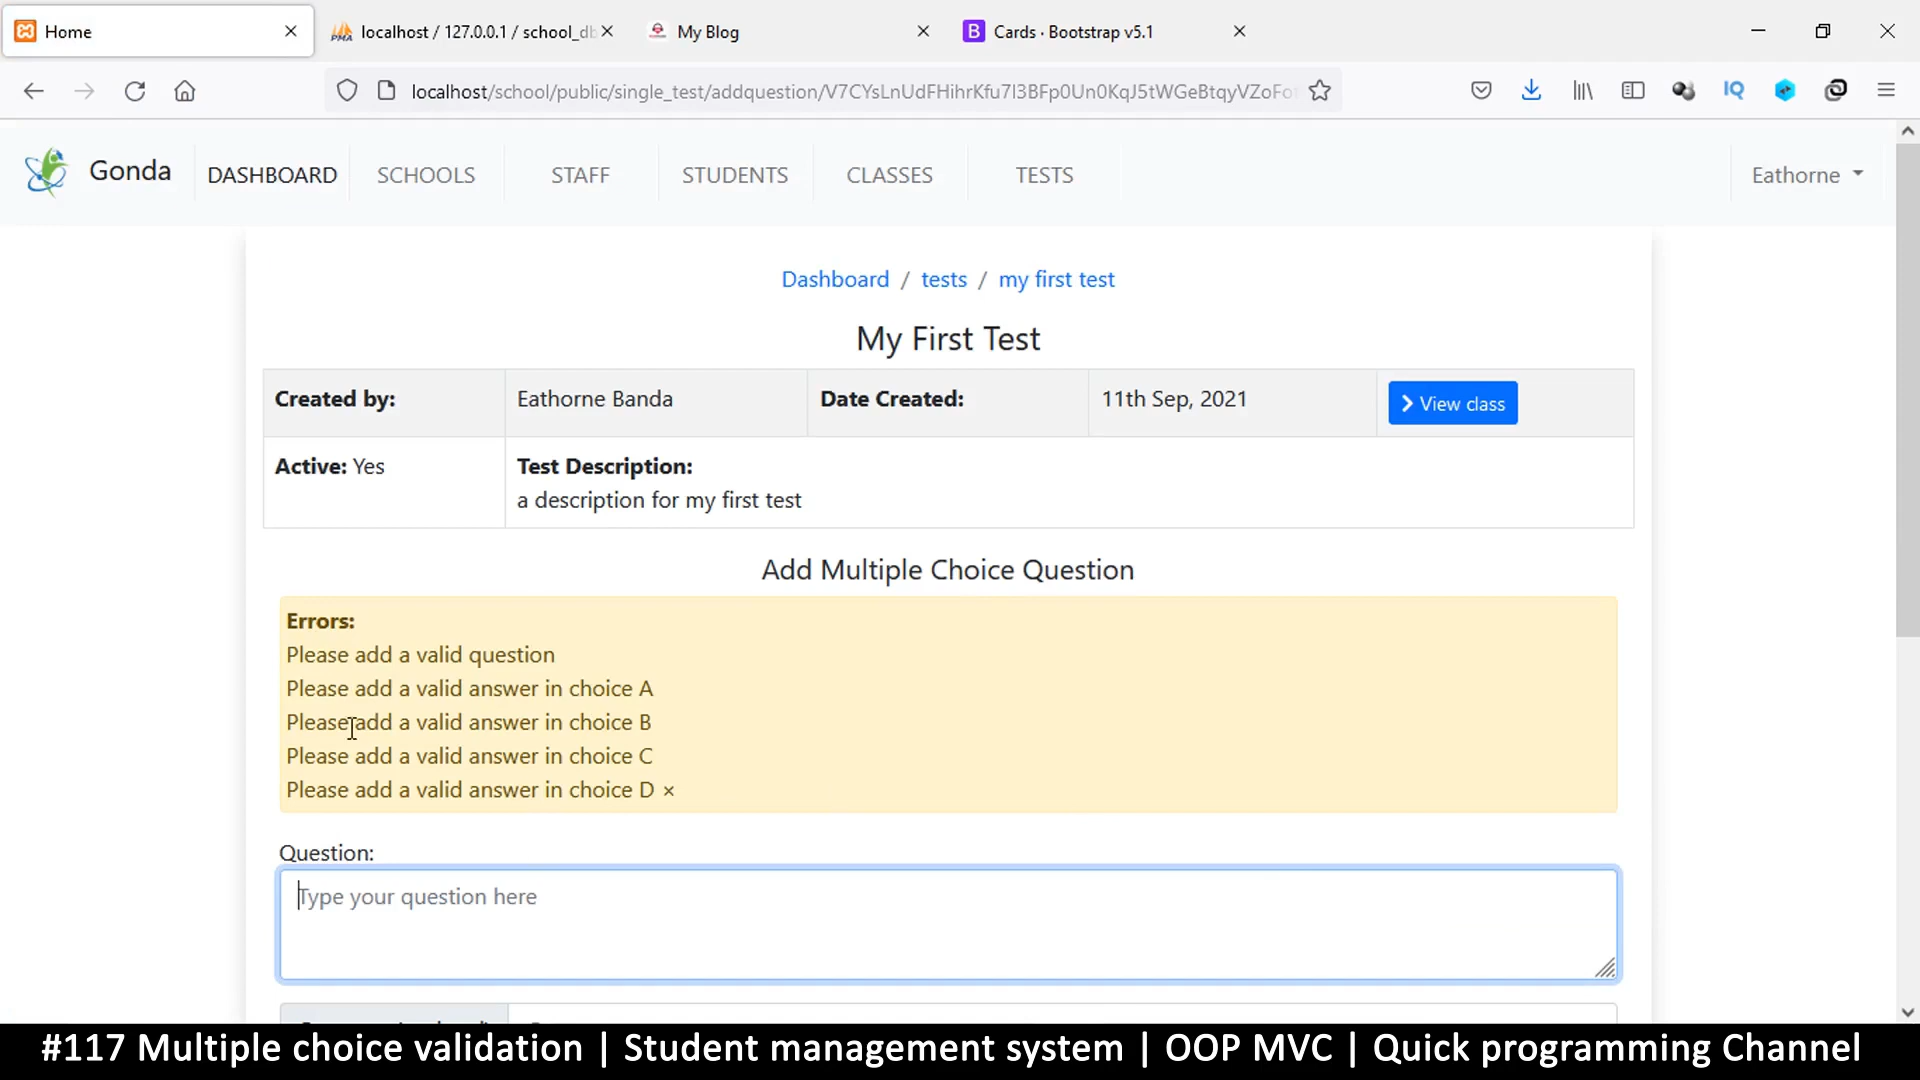 Home
localhost / 127.0.0.1 / school_db
My Blog
B Cards · Bootstrap v5.1
localhost/school/public/single_test/addquestion/V7CYsLnUdFHihrKfu7l3BFp0Un0KqJ5tWGeBtqyVZoFo
IQ
Gonda
DASHBOARD
SCHOOLS
STAFF
STUDENTS
CLASSES
TESTS
Eathorne
Dashboard / tests / my first test
My First Test
Created by: Eathorne Banda Date Created: 11th Sep, 2021 View class
Active: Yes
Test Description:
a description for my first test
Add Multiple Choice Question
Errors:
Please add a valid question
Please add a valid answer in choice A
Please add a valid answer in choice B
Please add a valid answer in choice C
Please add a valid answer in choice D ×
Question:
Type your question here
#117 Multiple choice validation | Student management system | OOP MVC | Quick programming Channel